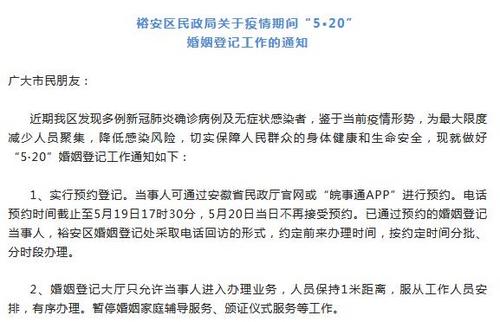 裕安区民政局关于疫情期间“5•20”
婚姻登记工作的通知
广大市民朋友：
近期我区发现多例新冠肺炎确诊病例及无症状感染者，鉴于当前疫情形势，为最大限度
减少人员聚集，降低感染风险，切实保障人民群众的身体健康和生命安全，现就做好
“5·20”婚姻登记工作通知如下：
1、实行预约登记。当事人可通过安徽省民政厅官网或“皖事通APP”进行预约。电话
预约时间截止至5月19日17时30分，5月20日当日不再接受预约。已通过预约的婚姻登记
当事人，裕安区婚姻登记处采取电话回访的形式，约定前来办理时间，按约定时间分批、
分时段办理。
2、婚姻登记大厅只允许当事人进入办理业务，人员保持1米距离，服从工作人员安
排，有序办理。暂停婚姻家庭辅导服务、颁证仪式服务等工作。